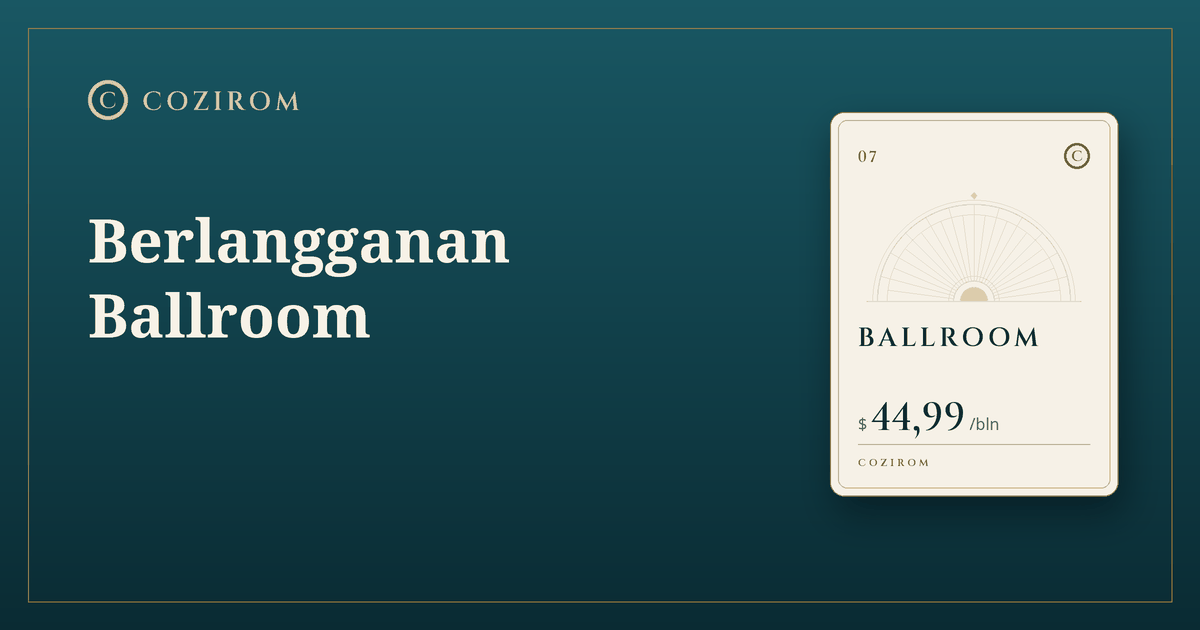 C COZIROM
Berlangganan
Ballroom
07 C
BALLROOM
$ 44,99 /bln
COZIROM